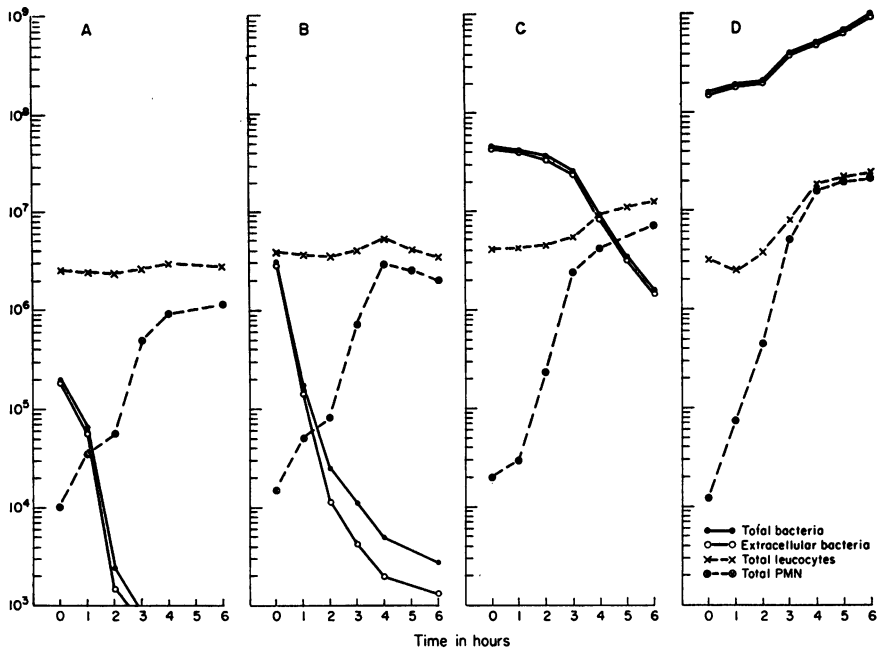 A B C D
10⁹
10⁸
10⁷
10⁶
10⁵
10⁴
10³
Total bacteria
Extracellular bacteria
Total leucocytes
Total PMN
0 1 2 3 4 5 6 0 1 2 3 4 5 6 0 1 2 3 4 5 6 0 1 2 3 4 5 6
Time in hours